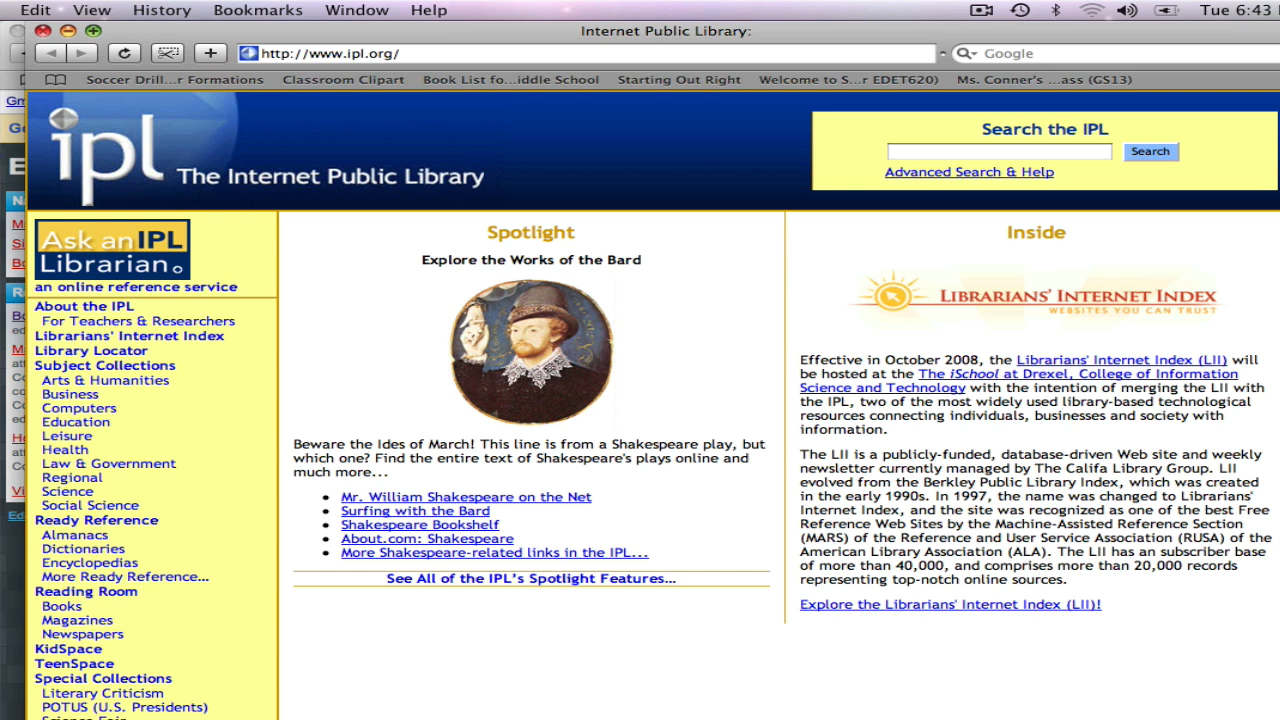 Edit View History Bookmarks Window Help Tue 6:43
Internet Public Library:
http://www.ipl.org/ Google
Soccer Drill...r Formations Classroom Clipart Book List fo...iddle School Starting Out Right Welcome to S...r EDET620) Ms. Conner's ...ass (GS13)
ipl The Internet Public Library
Search the IPL
Search
Advanced Search & Help
Ask an IPL
Librarian
an online reference service
About the IPL
For Teachers & Researchers
Librarians' Internet Index
Library Locator
Subject Collections
Arts & Humanities
Business
Computers
Education
Leisure
Health
Law & Government
Regional
Science
Social Science
Ready Reference
Almanacs
Dictionaries
Encyclopedias
More Ready Reference...
Reading Room
Books
Magazines
Newspapers
KidSpace
TeenSpace
Special Collections
Literary Criticism
POTUS (U.S. Presidents)
Spotlight
Explore the Works of the Bard
Beware the Ides of March! This line is from a Shakespeare play, but
which one? Find the entire text of Shakespeare's plays online and
much more...
• Mr. William Shakespeare on the Net
• Surfing with the Bard
• Shakespeare Bookshelf
• About.com: Shakespeare
• More Shakespeare-related links in the IPL...
See All of the IPL's Spotlight Features...
Inside
LIBRARIANS' INTERNET INDEX
WEBSITES YOU CAN TRUST
Effective in October 2008, the Librarians' Internet Index (LII) will
be hosted at the The iSchool at Drexel, College of Information
Science and Technology with the intention of merging the LII with
the IPL, two of the most widely used library-based technological
resources connecting individuals, businesses and society with
information.
The LII is a publicly-funded, database-driven Web site and weekly
newsletter currently managed by The Califa Library Group. LII
evolved from the Berkley Public Library Index, which was created
in the early 1990s. In 1997, the name was changed to Librarians'
Internet Index, and the site was recognized as one of the best Free
Reference Web Sites by the Machine-Assisted Reference Section
(MARS) of the Reference and User Service Association (RUSA) of the
American Library Association (ALA). The LII has an subscriber base
of more than 40,000, and comprises more than 20,000 records
representing top-notch online sources.
Explore the Librarians' Internet Index (LII)!